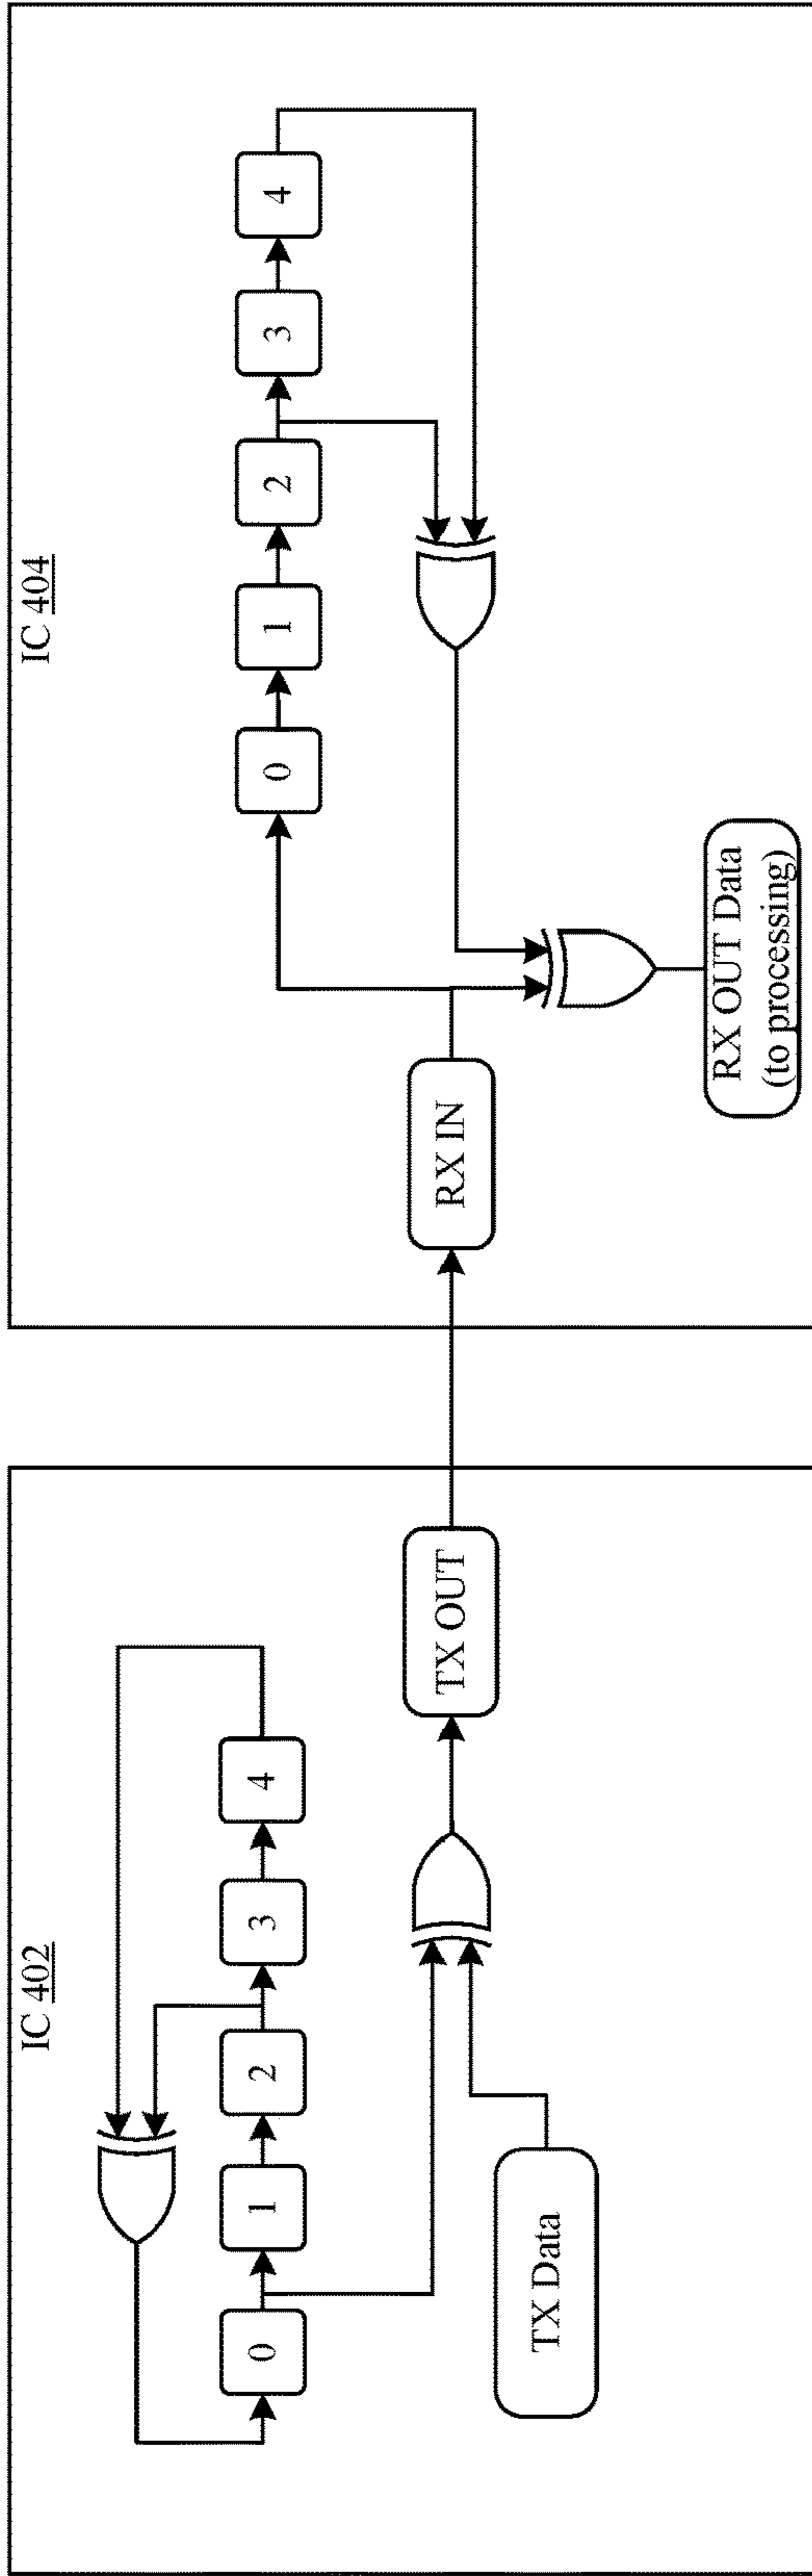 IC 402
0
1
2
3
4
TX Data
TX OUT
IC 404
RX IN
0
1
2
3
4
RX OUT Data
(to processing)